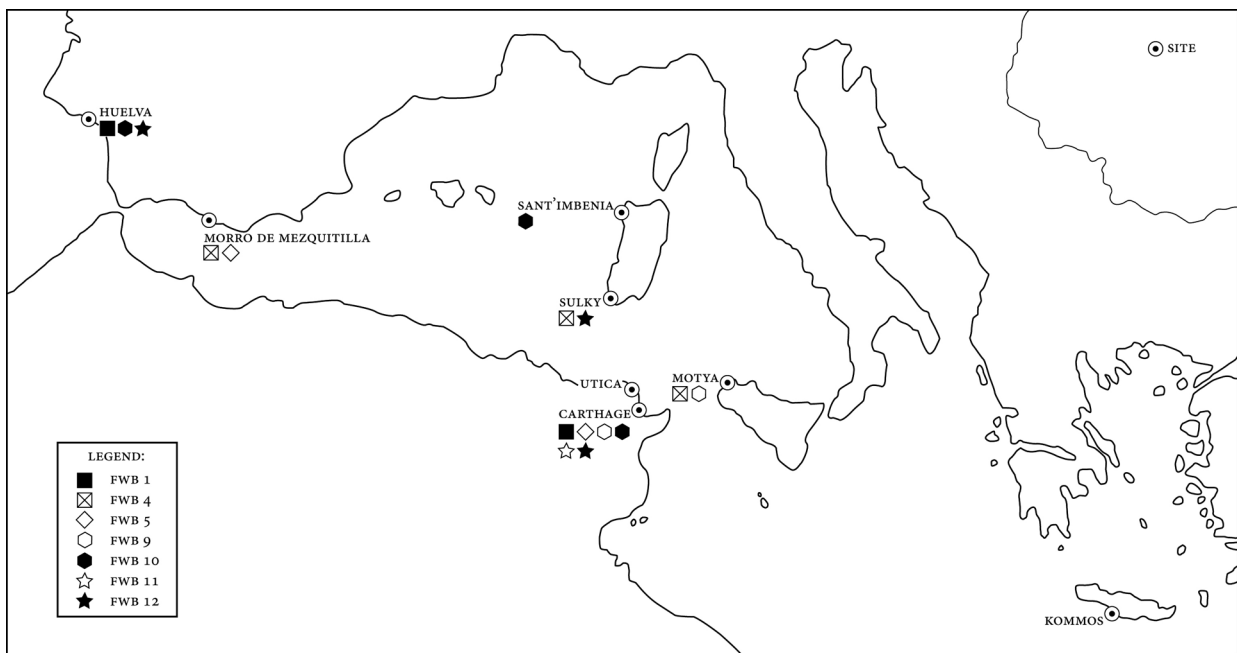 SITE
HUELVA
SANT'IMBENIA
MORRO DE MEZQUITILLA
SULKY
MOTYA
UTICA
CARTHAGE
LEGEND:
FWB 1
FWB 4
FWB 5
FWB 9
FWB 10
FWB 11
FWB 12
KOMMOS